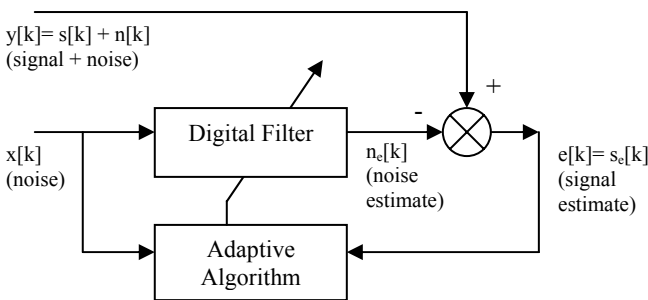 y[k]= s[k] + n[k]
(signal + noise)
+
-
Digital Filter
x[k]
(noise)
nₑ[k]
(noise
estimate)
e[k]= sₑ[k]
(signal
estimate)
Adaptive
Algorithm